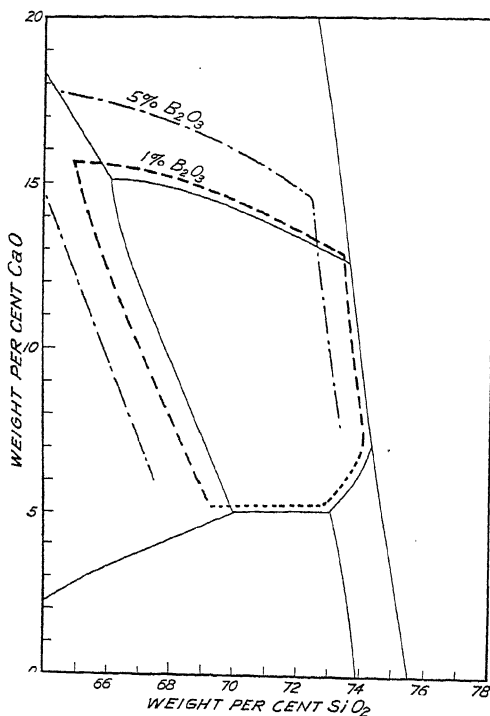 20
15
10
5
0
WEIGHT PER CENT CaO
5% B₂O₃
1% B₂O₃
66 68 70 72 74 76 78
WEIGHT PER CENT SiO₂